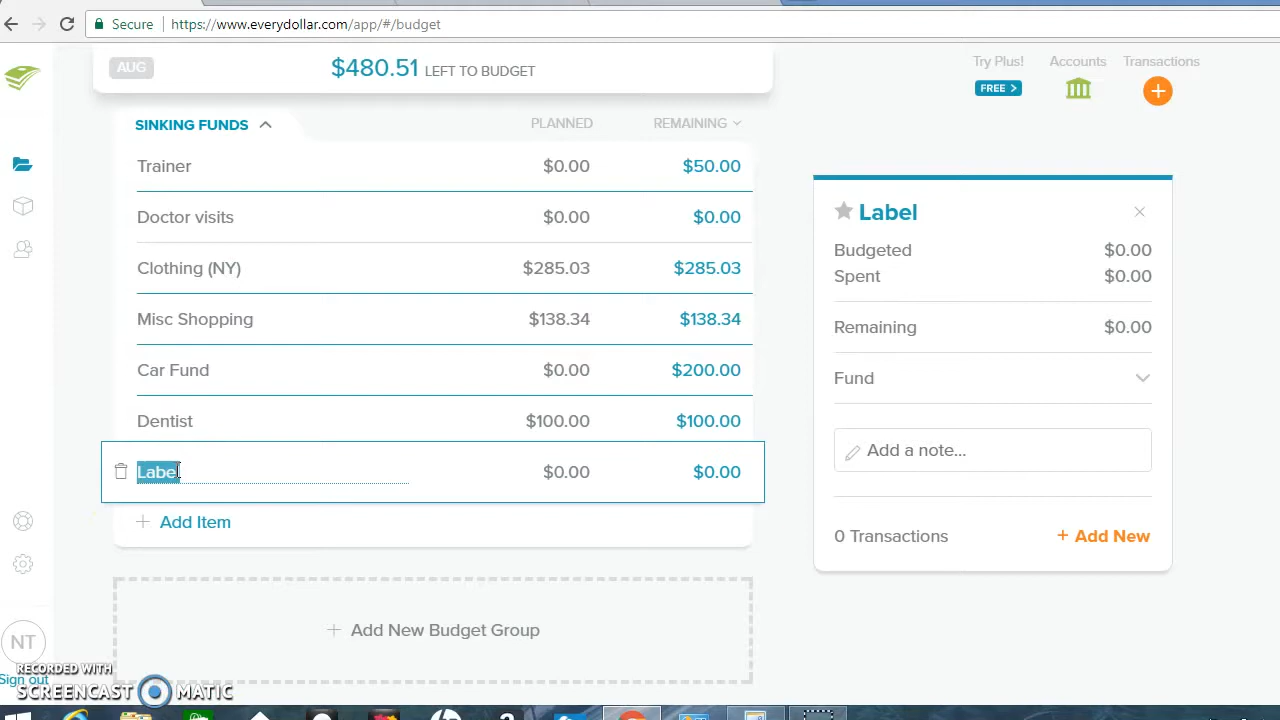 Secure https://www.everydollar.com/app/#/budget
AUG $480.51 LEFT TO BUDGET
Try Plus! Accounts Transactions
FREE >
SINKING FUNDS PLANNED REMAINING
Trainer $0.00 $50.00
Doctor visits $0.00 $0.00
Clothing (NY) $285.03 $285.03
Misc Shopping $138.34 $138.34
Car Fund $0.00 $200.00
Dentist $100.00 $100.00
Label $0.00 $0.00
+ Add Item
+ Add New Budget Group
Label
Budgeted $0.00
Spent $0.00
Remaining $0.00
Fund
Add a note...
0 Transactions + Add New
NT
Sign out
RECORDED WITH
SCREENCAST MATIC